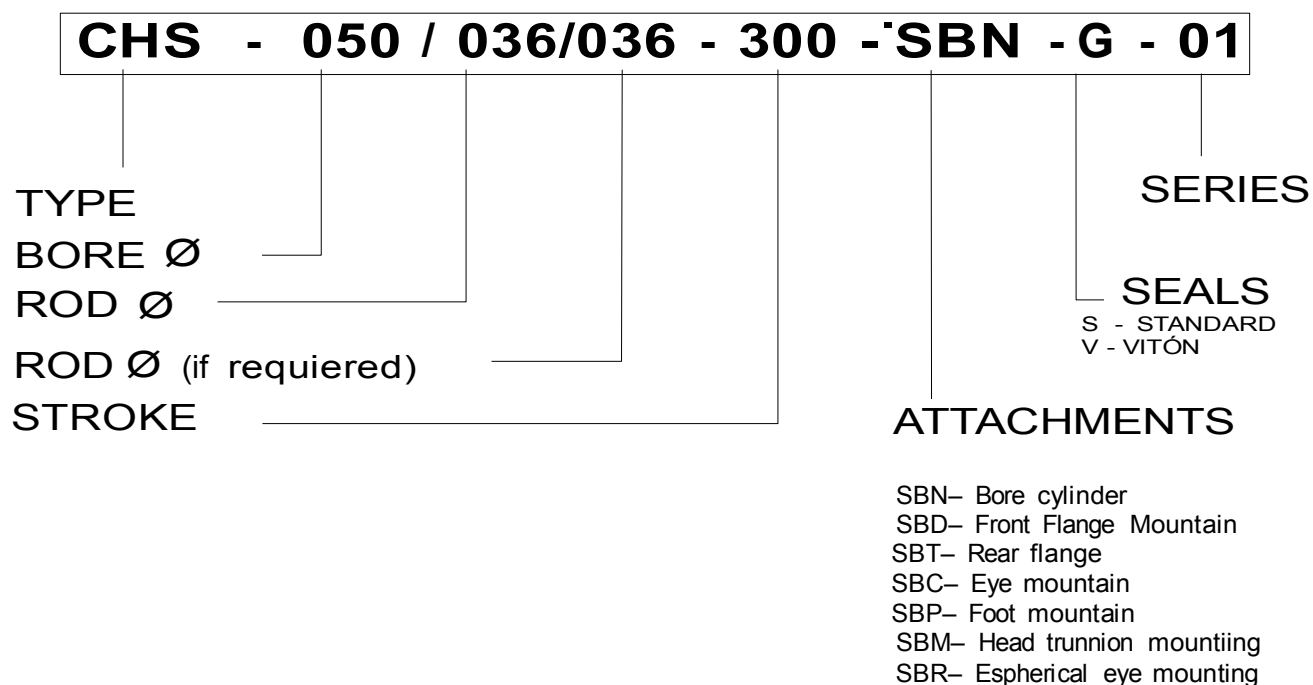 CHS - 050 / 036/036 - 300 - SBN - G - 01
TYPE
BORE Ø
ROD Ø
ROD Ø (if requiered)
STROKE
SERIES
SEALS
S - STANDARD
V - VITÓN
ATTACHMENTS
SBN– Bore cylinder
SBD– Front Flange Mountain
SBT– Rear flange
SBC– Eye mountain
SBP– Foot mountain
SBM– Head trunnion mountiing
SBR– Espherical eye mounting